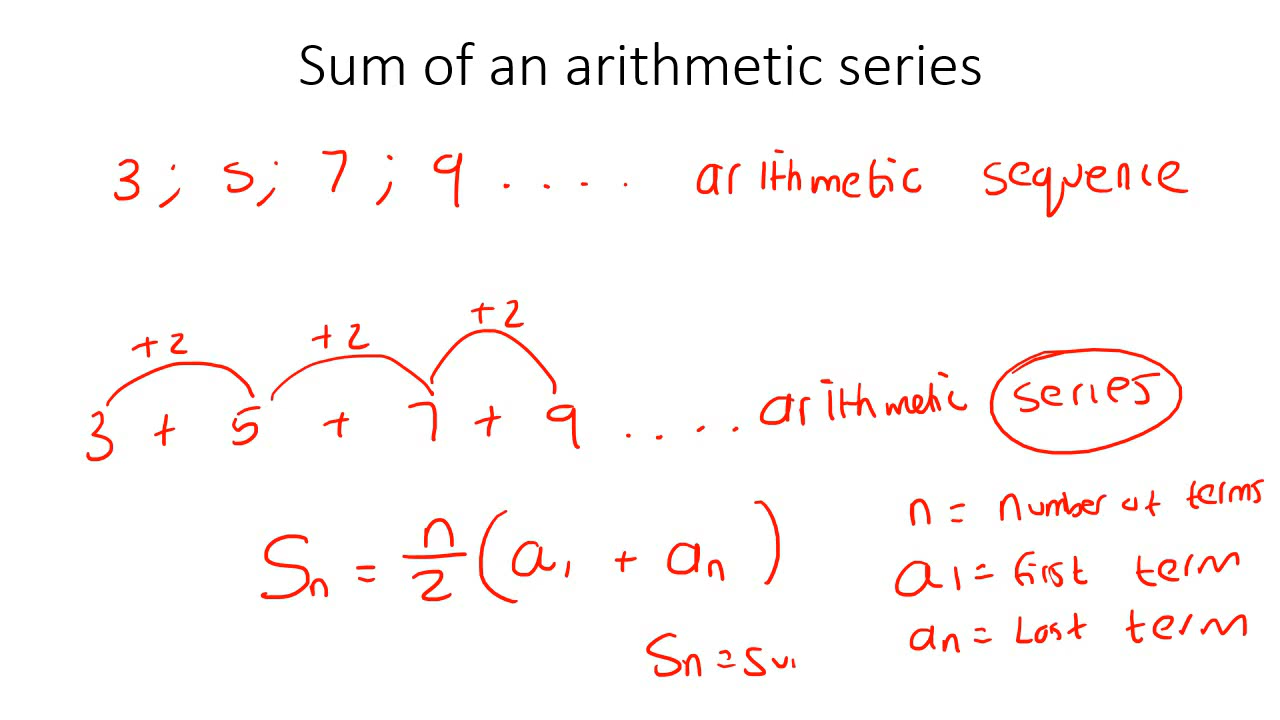 Sum of an arithmetic series
3 ; 5 ; 7 ; 9 . . . . arithmetic sequence
+2 +2 +2
3 + 5 + 7 + 9 . . . . arithmetic series
n = number of terms
Sn = n/2 (a1 + an)
a1 = first term
an = Last term
Sn =